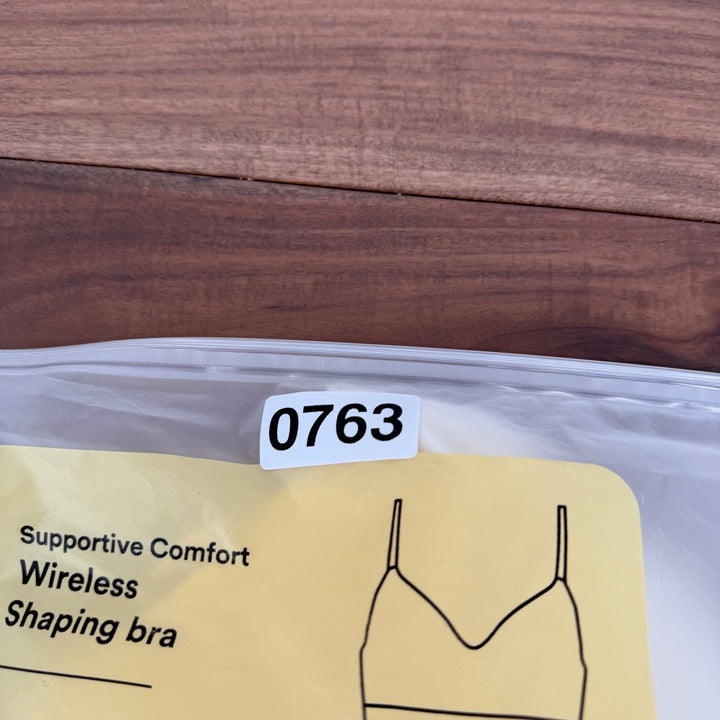 0763
Supportive Comfort
Wireless
Shaping bra